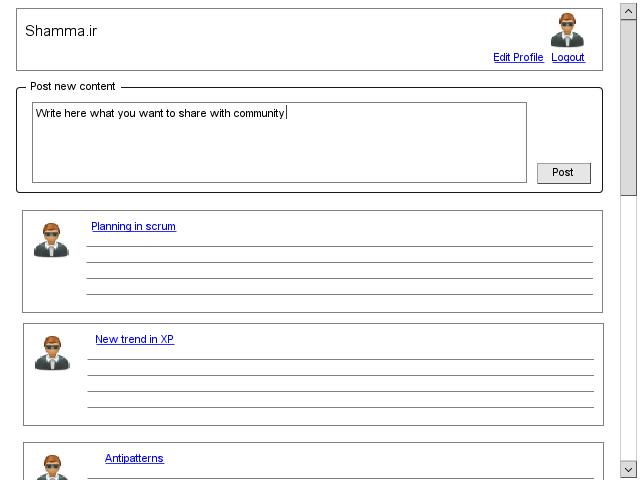 Shamma.ir
Edit Profile Logout
Post new content
Write here what you want to share with community
Post
Planning in scrum
New trend in XP
Antipatterns